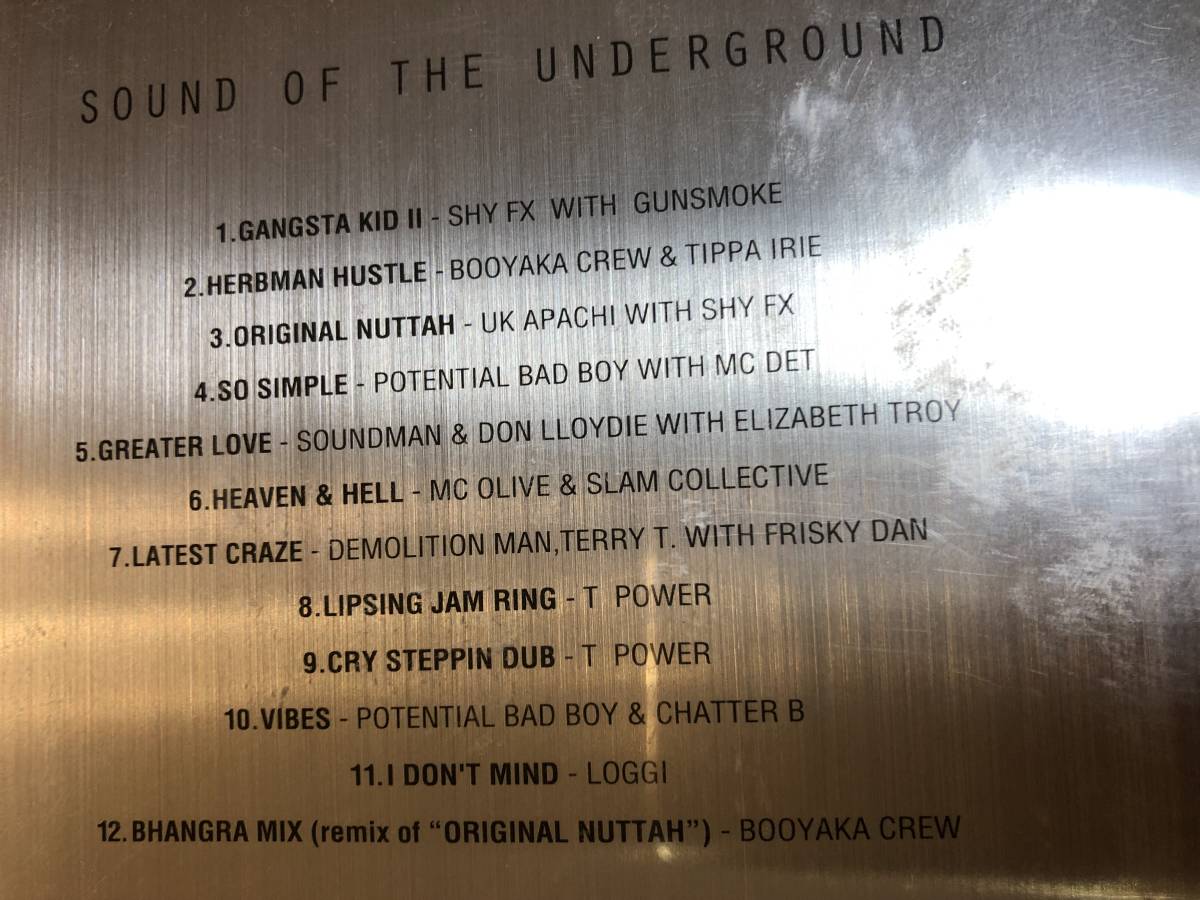 SOUND OF THE UNDERGROUND
1.GANGSTA KID II - SHY FX WITH GUNSMOKE
2.HERBMAN HUSTLE - BOOYAKA CREW & TIPPA IRIE
3.ORIGINAL NUTTAH - UK APACHI WITH SHY FX
4.SO SIMPLE - POTENTIAL BAD BOY WITH MC DET
5.GREATER LOVE - SOUNDMAN & DON LLOYDIE WITH ELIZABETH TROY
6.HEAVEN & HELL - MC OLIVE & SLAM COLLECTIVE
7.LATEST CRAZE - DEMOLITION MAN,TERRY T. WITH FRISKY DAN
8.LIPSING JAM RING - T POWER
9.CRY STEPPIN DUB - T POWER
10.VIBES - POTENTIAL BAD BOY & CHATTER B
11.I DON'T MIND - LOGGI
12.BHANGRA MIX (remix of “ORIGINAL NUTTAH”) - BOOYAKA CREW